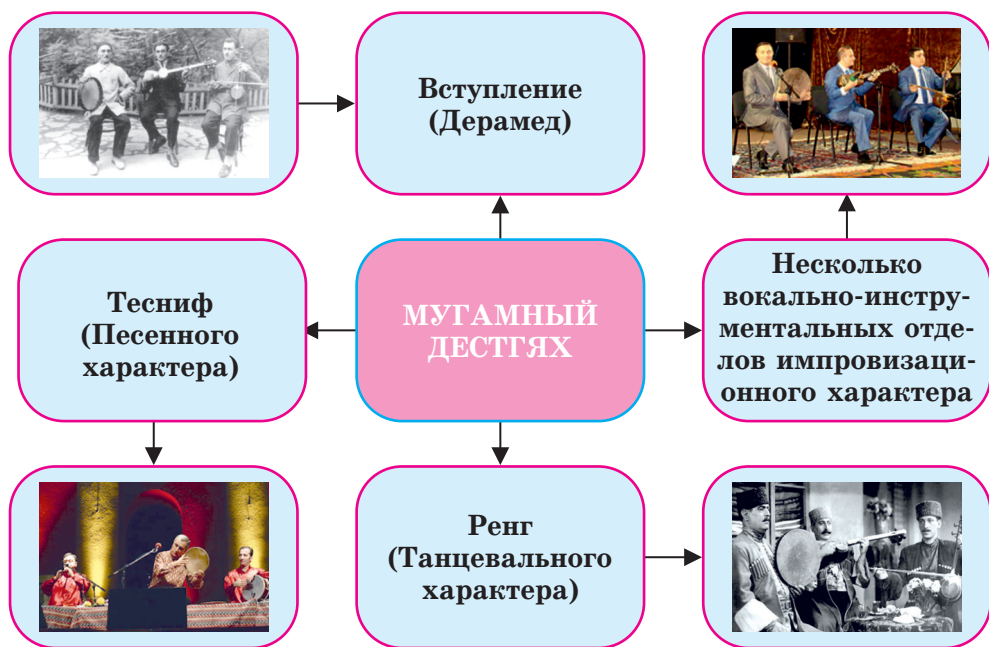 Вступление
(Дерамед)
Тесниф
(Песенного
характера)
МУГАМНЫЙ
ДЕСТГЯХ
Несколько
вокально-инстру-
ментальных отде-
лов импровизаци-
онного характера
Ренг
(Танцевального
характера)